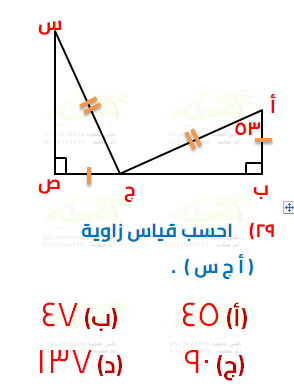 س
أ
٥٣
ص
ج
ب
٢٩) احسب قياس زاوية
( أ ج س ) .
(أ) ٤٥ (ب) ٤٧
(ج) ٩٠ (د) ١٣٧